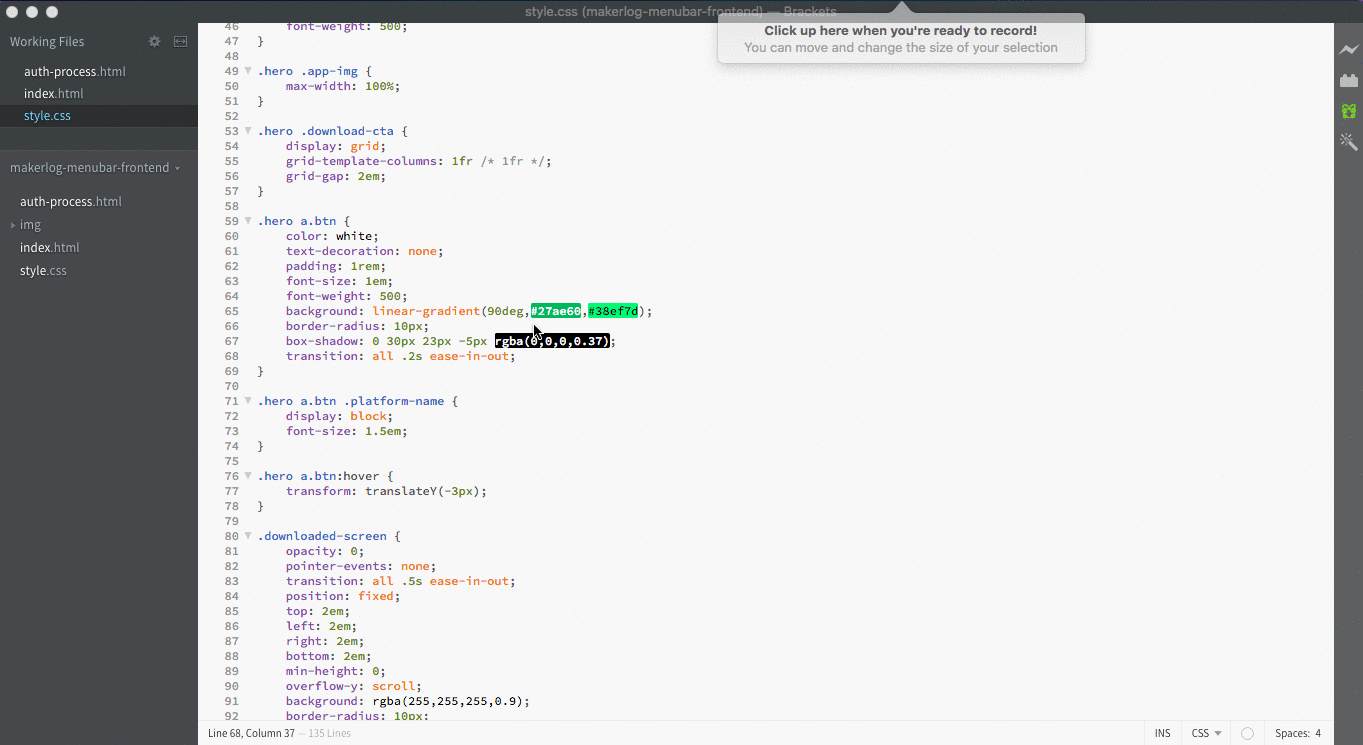 style.css (makerlog-menubar-frontend) — Brackets
Click up here when you're ready to record!
You can move and change the size of your selection
Working Files
auth-process.html
index.html
style.css
makerlog-menubar-frontend
auth-process.html
img
index.html
style.css
46 font-weight: 500;
47 }
48
49 .hero .app-img {
50 max-width: 100%;
51 }
52
53 .hero .download-cta {
54 display: grid;
55 grid-template-columns: 1fr /* 1fr */;
56 grid-gap: 2em;
57 }
58
59 .hero a.btn {
60 color: white;
61 text-decoration: none;
62 padding: 1rem;
63 font-size: 1em;
64 font-weight: 500;
65 background: linear-gradient(90deg,#27ae60,#38ef7d);
66 border-radius: 10px;
67 box-shadow: 0 30px 23px -5px rgba(0,0,0,0.37);
68 transition: all .2s ease-in-out;
69 }
70
71 .hero a.btn .platform-name {
72 display: block;
73 font-size: 1.5em;
74 }
75
76 .hero a.btn:hover {
77 transform: translateY(-3px);
78 }
79
80 .downloaded-screen {
81 opacity: 0;
82 pointer-events: none;
83 transition: all .5s ease-in-out;
84 position: fixed;
85 top: 2em;
86 left: 2em;
87 right: 2em;
88 bottom: 2em;
89 min-height: 0;
90 overflow-y: scroll;
91 background: rgba(255,255,255,0.9);
92 border-radius: 10px;
Line 68, Column 37 — 135 Lines
INS CSS Spaces: 4